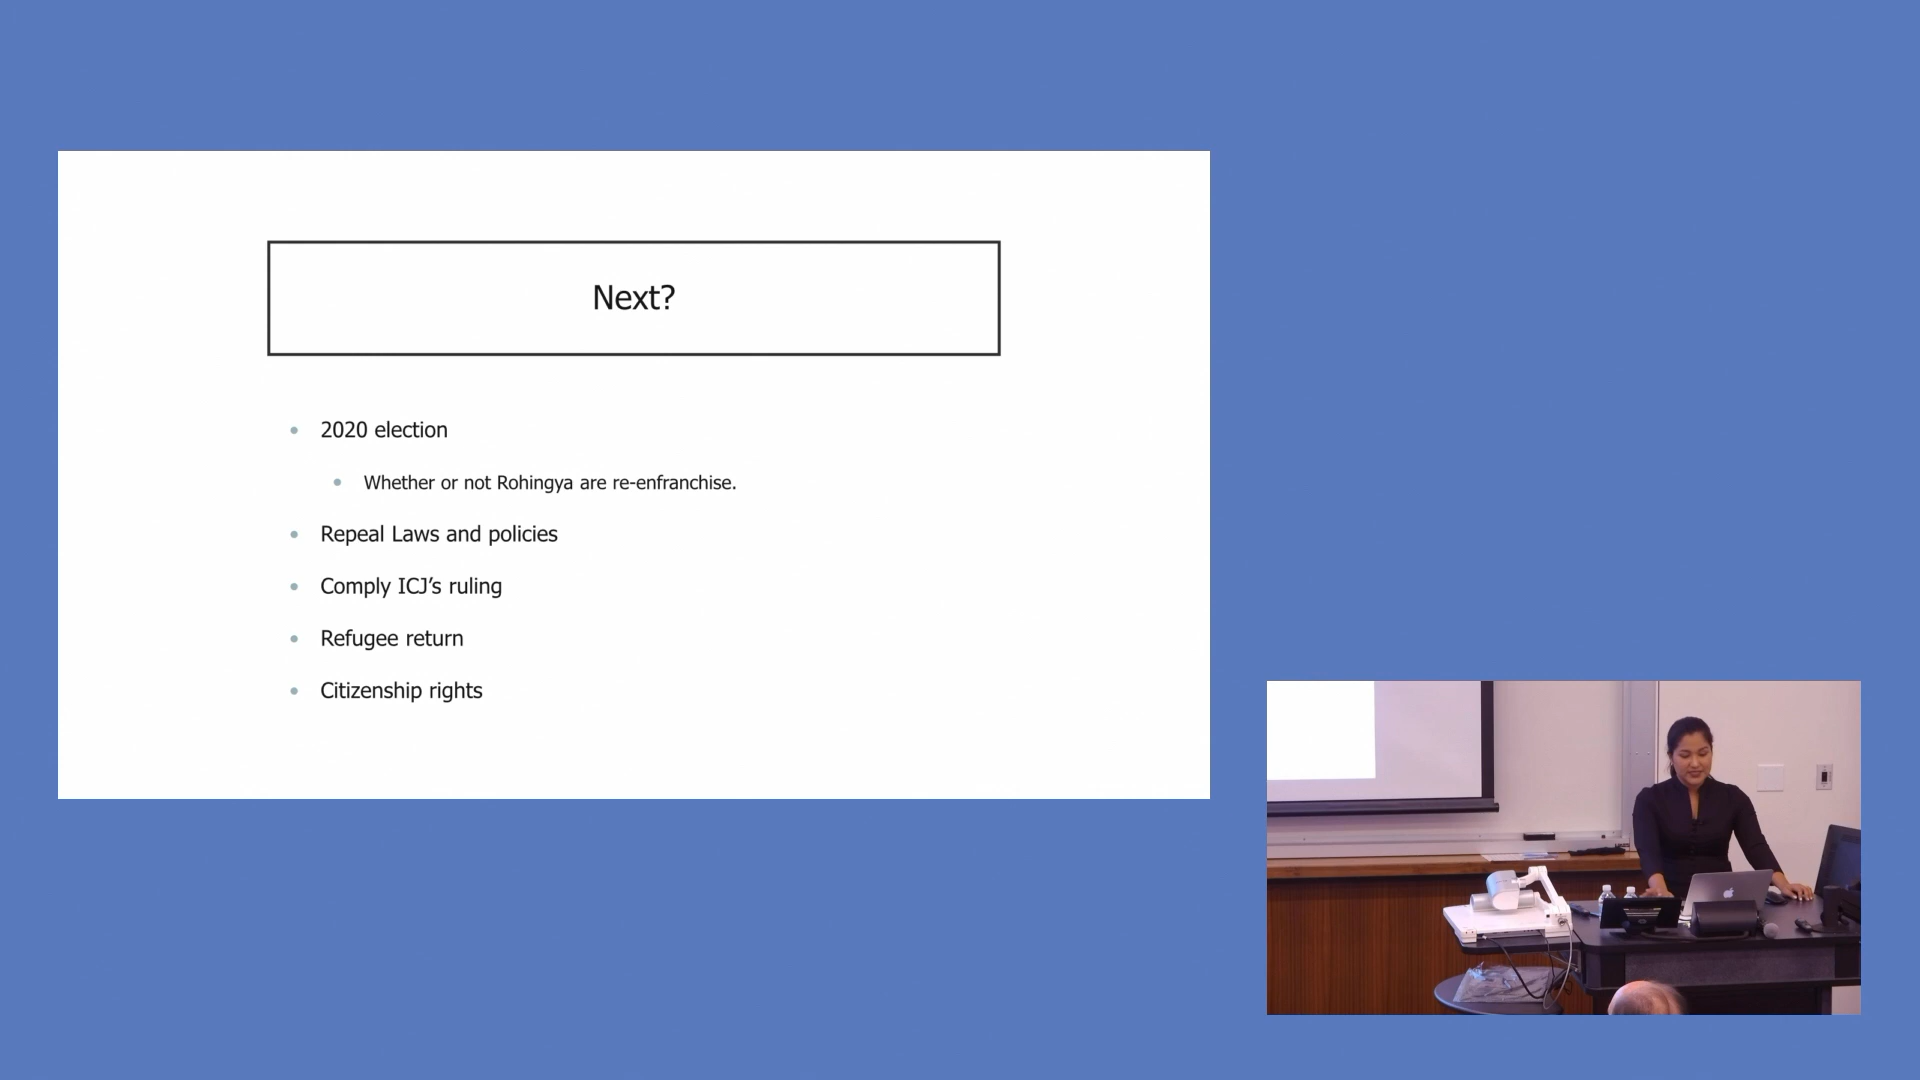 Next?
2020 election
Whether or not Rohingya are re-enfranchise.
Repeal Laws and policies
Comply ICJ’s ruling
Refugee return
Citizenship rights